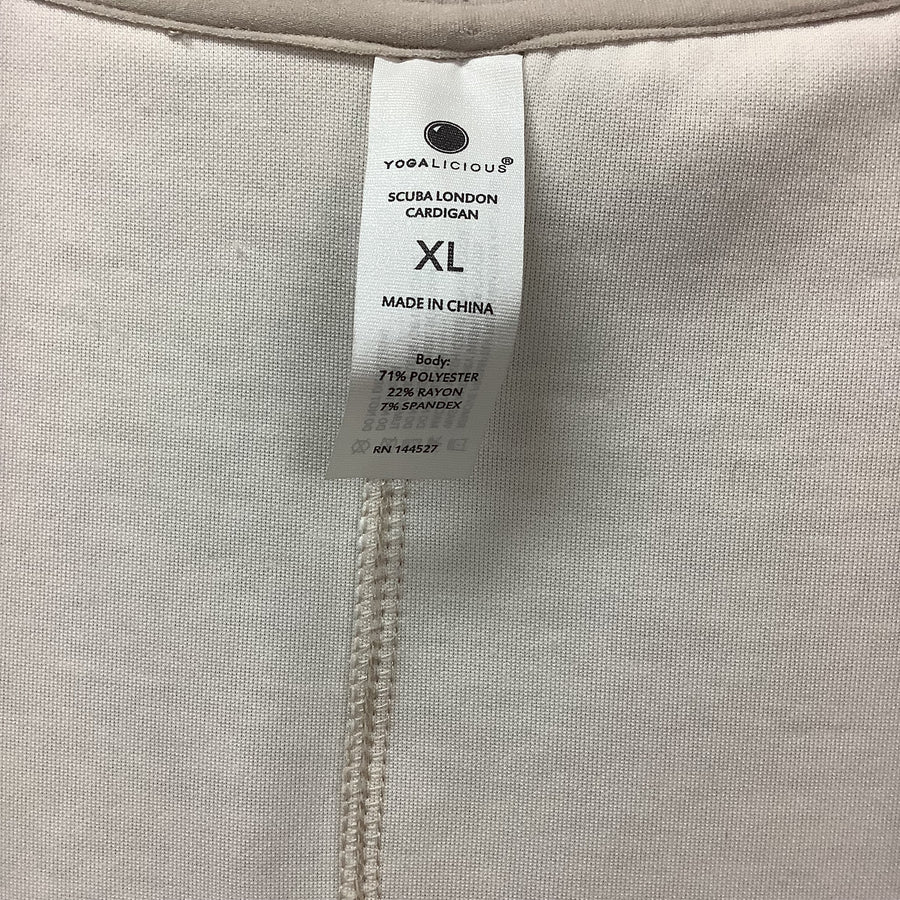 YOGALICIOUS®
SCUBA LONDON
CARDIGAN
XL
MADE IN CHINA
Body:
71% POLYESTER
22% RAYON
7% SPANDEX
RN 144527